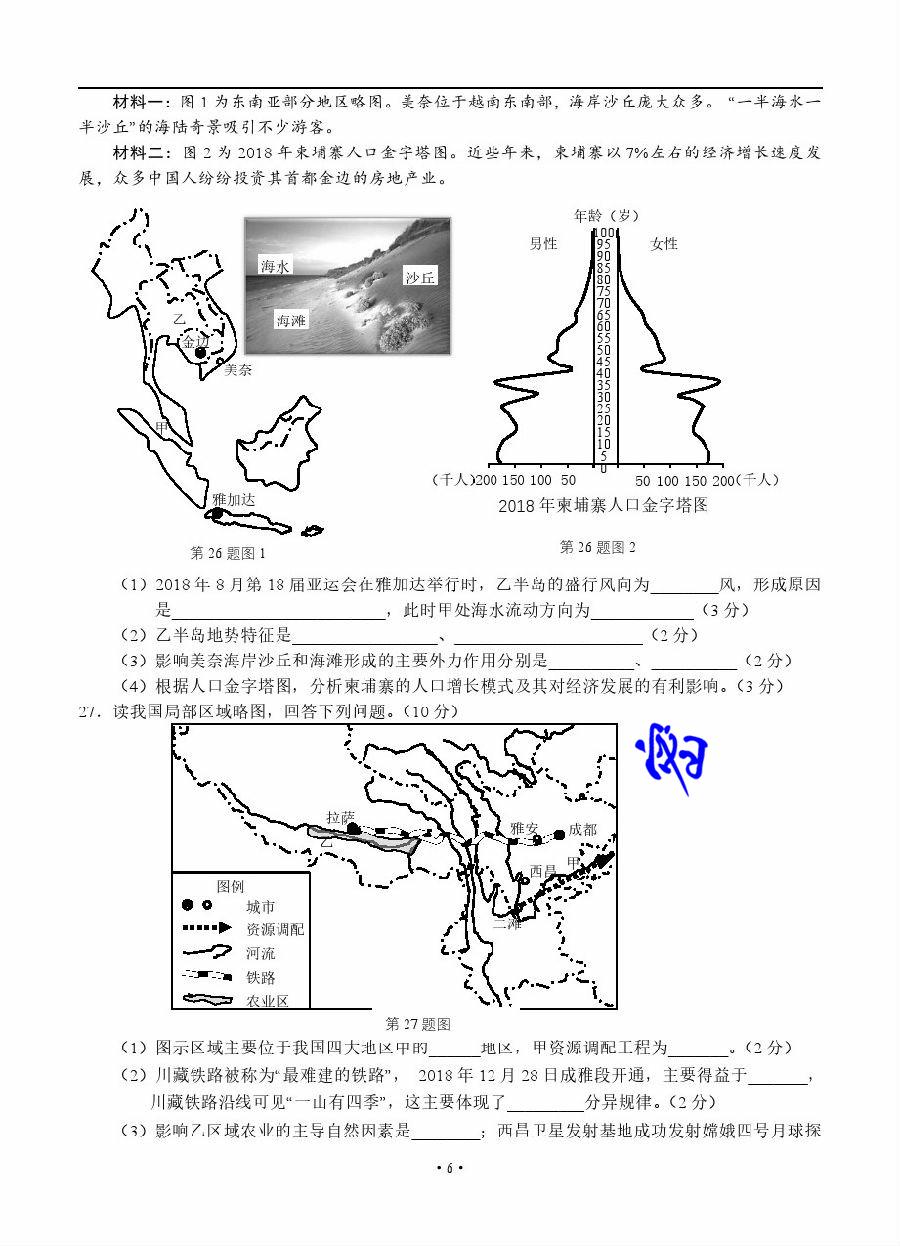 材料一：图 1 为东南亚部分地区略图。美奈位于越南东南部，海岸沙丘庞大众多。 “一半海水一
半沙丘”的海陆奇景吸引不少游客。
材料二：图 2 为 2018 年柬埔寨人口金字塔图。近些年来，柬埔寨以 7%左右的经济增长速度发
展，众多中国人纷纷投资其首都金边的房地产业。
海水
沙丘
海滩
乙
金边
美奈
甲
雅加达
第 26 题图 1
年龄（岁）
男性
女性
100
95
90
85
80
75
70
65
60
55
50
45
40
35
30
25
20
15
10
5
0
（千人）200 150 100 50
50 100 150 200（千人）
2018 年柬埔寨人口金字塔图
第 26 题图 2
（1）2018 年 8 月第 18 届亚运会在雅加达举行时，乙半岛的盛行风向为________风，形成原因
是_________________________，此时甲处海水流动方向为____________（3 分）
（2）乙半岛地势特征是_________________、______________________（2 分）
（3）影响美奈海岸沙丘和海滩形成的主要外力作用分别是__________、__________（2 分）
（4）根据人口金字塔图，分析柬埔寨的人口增长模式及其对经济发展的有利影响。（3 分）
27．读我国局部区域略图，回答下列问题。（10 分）
拉萨
乙
雅安
成都
西昌
甲
二滩
图例
城市
资源调配
河流
铁路
农业区
第 27 题图
（1）图示区域主要位于我国四大地区中的______地区，甲资源调配工程为_______。（2 分）
（2）川藏铁路被称为“最难建的铁路”， 2018 年 12 月 28 日成雅段开通，主要得益于_______，
川藏铁路沿线可见“一山有四季”，这主要体现了_________分异规律。（2 分）
（3）影响乙区域农业的主导自然因素是________；西昌卫星发射基地成功发射嫦娥四号月球探
·6·